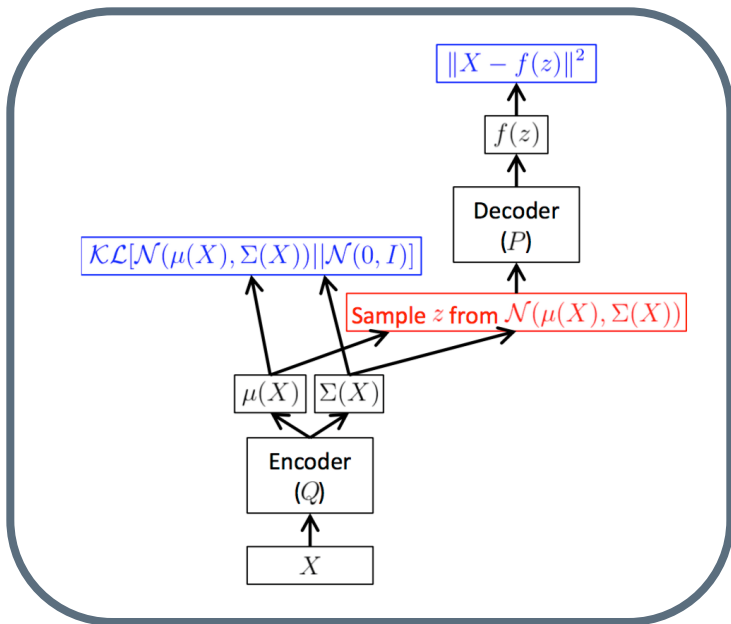 ‖X − f(z)‖²
f(z)
Decoder
(P)
𝒦ℒ[𝒩(μ(X), Σ(X))||𝒩(0, I)]
Sample z from 𝒩(μ(X), Σ(X))
μ(X)
Σ(X)
Encoder
(Q)
X